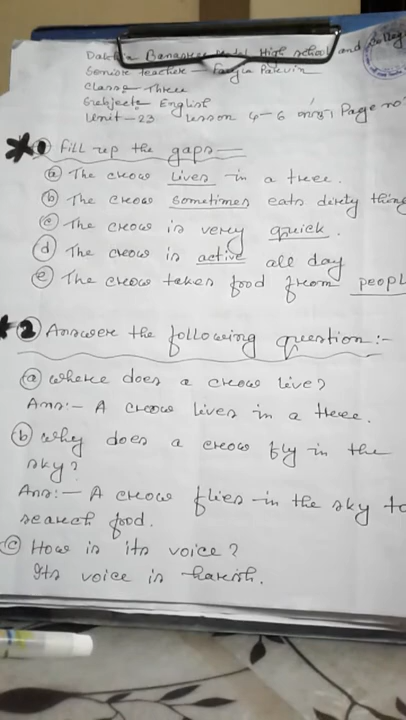 Dakhin Banasree Model High school and College
Seniore teacher — Fargla Parvin
Class Three
Subject English
Unit-23 lesson 4-6 Page no
1 Fill up the gaps—
a The crow lives in a tree.
b The crow sometimes eats dirty thing
c The crow is very quick.
d The crow is active all day
e The crow takes food from peopl
2 Answer the following question:-
a where does a crow live?
Ans:- A crow lives in a tree.
b why does a crow fly in the
sky?
Ans:— A crow flies in the sky to
search food.
c How is its voice?
Its voice is harish.